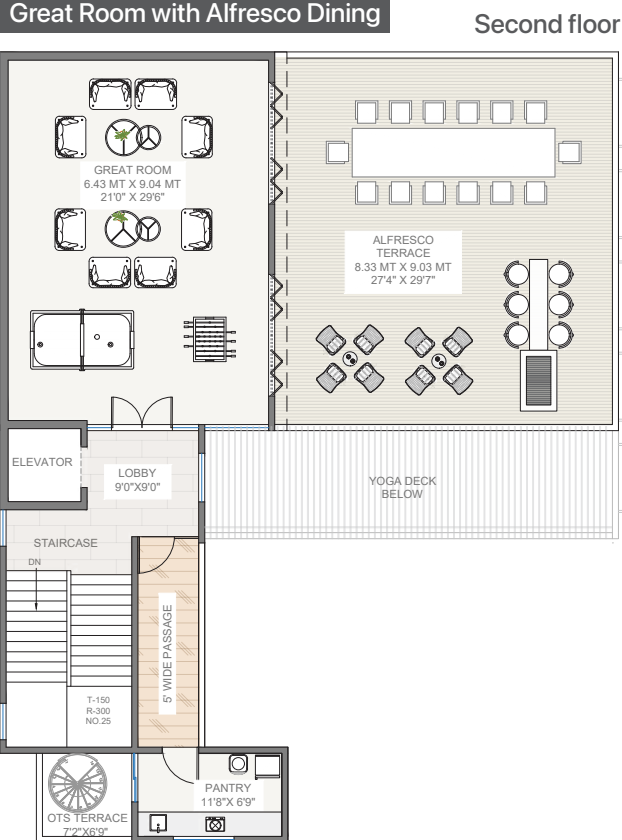 Great Room with Alfresco Dining
Second floor
GREAT ROOM
6.43 MT X 9.04 MT
21'0" X 29'6"
ALFRESCO
TERRACE
8.33 MT X 9.03 MT
27'4" X 29'7"
ELEVATOR
LOBBY
9'0"X9'0"
YOGA DECK
BELOW
STAIRCASE
DN
5' WIDE PASSAGE
T-150
R-300
NO.25
PANTRY
11'8"X 6'9"
OTS TERRACE
7'2"X6'9"